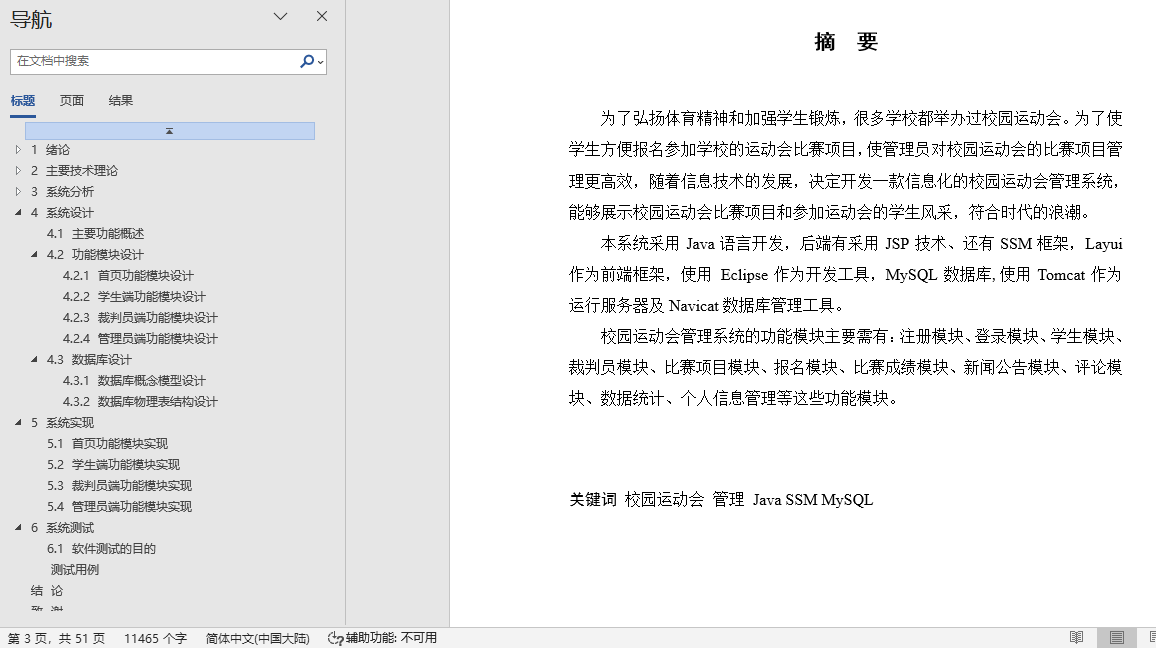 导航
在文档中搜索
标题 页面 结果
1 绪论
2 主要技术理论
3 系统分析
4 系统设计
4.1 主要功能概述
4.2 功能模块设计
4.2.1 首页功能模块设计
4.2.2 学生端功能模块设计
4.2.3 裁判员端功能模块设计
4.2.4 管理员端功能模块设计
4.3 数据库设计
4.3.1 数据库概念模型设计
4.3.2 数据库物理表结构设计
5 系统实现
5.1 首页功能模块实现
5.2 学生端功能模块实现
5.3 裁判员端功能模块实现
5.4 管理员端功能模块实现
6 系统测试
6.1 软件测试的目的
测试用例
结 论
致 谢
摘 要
为了弘扬体育精神和加强学生锻炼，很多学校都举办过校园运动会。为了使
学生方便报名参加学校的运动会比赛项目，使管理员对校园运动会的比赛项目管
理更高效，随着信息技术的发展，决定开发一款信息化的校园运动会管理系统，
能够展示校园运动会比赛项目和参加运动会的学生风采，符合时代的浪潮。
本系统采用 Java 语言开发，后端有采用 JSP 技术、还有 SSM 框架，Layui
作为前端框架，使用 Eclipse 作为开发工具，MySQL 数据库,使用 Tomcat 作为
运行服务器及 Navicat 数据库管理工具。
校园运动会管理系统的功能模块主要需有：注册模块、登录模块、学生模块、
裁判员模块、比赛项目模块、报名模块、比赛成绩模块、新闻公告模块、评论模
块、数据统计、个人信息管理等这些功能模块。
关键词 校园运动会 管理 Java SSM MySQL
第 3 页，共 51 页 11465 个字 简体中文(中国大陆) 辅助功能: 不可用